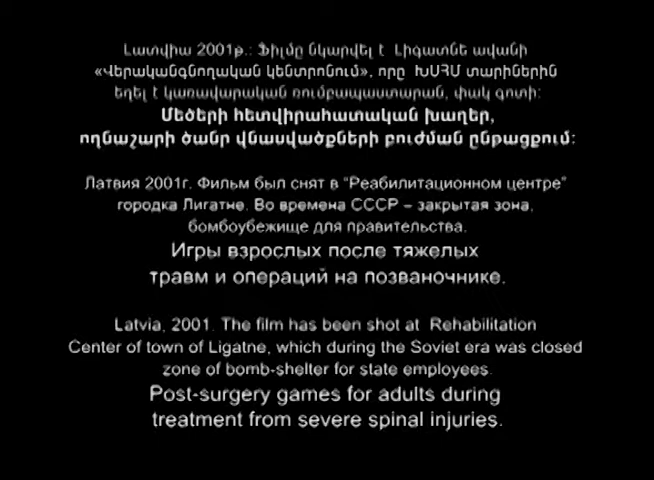 Լատվիա 2001թ.: Ֆիլմը նկարվել է Լիգատնե ավանի
«Վերականգնողական կենտրոնում», որը ԽՍՀՄ տարիներին
եղել է կառավարական ռումբապաստարան, փակ գոտի:
Մեծերի հետվիրահատական խաղեր,
ողնաշարի ծանր վնասվածքների բուժման ընթացքում:
Латвия 2001г. Фильм был снят в "Реабилитационном центре"
городка Лигатне. Во времена СССР – закрытая зона,
бомбоубежище для правительства.
Игры взрослых после тяжелых
травм и операций на позваночнике.
Latvia, 2001. The film has been shot at Rehabilitation
Center of town of Ligatne, which during the Soviet era was closed
zone of bomb-shelter for state employees.
Post-surgery games for adults during
treatment from severe spinal injuries.